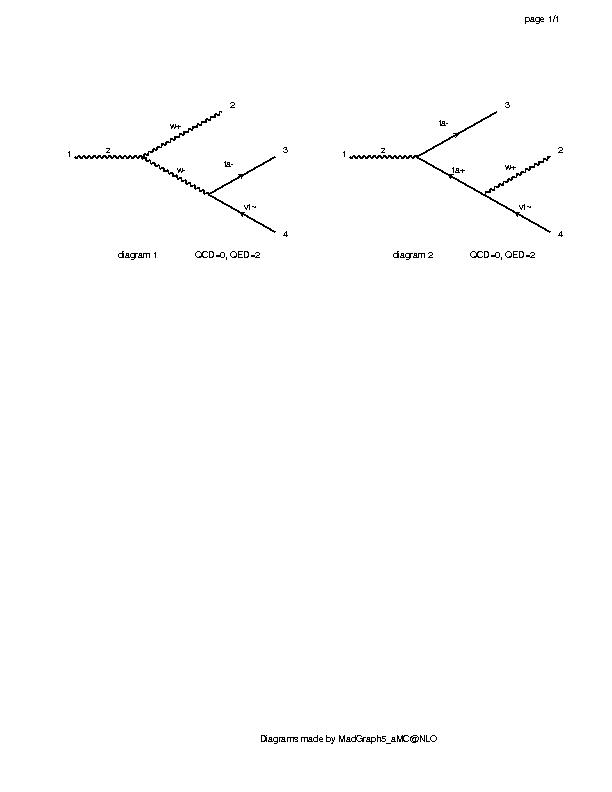 page 1/1
2
w+
1
z
w-
ta-
3
vl~
4
diagram 1 QCD=0, QED=2
3
ta-
1
z
ta+
w+
2
vl~
4
diagram 2 QCD=0, QED=2
Diagrams made by MadGraph5_aMC@NLO